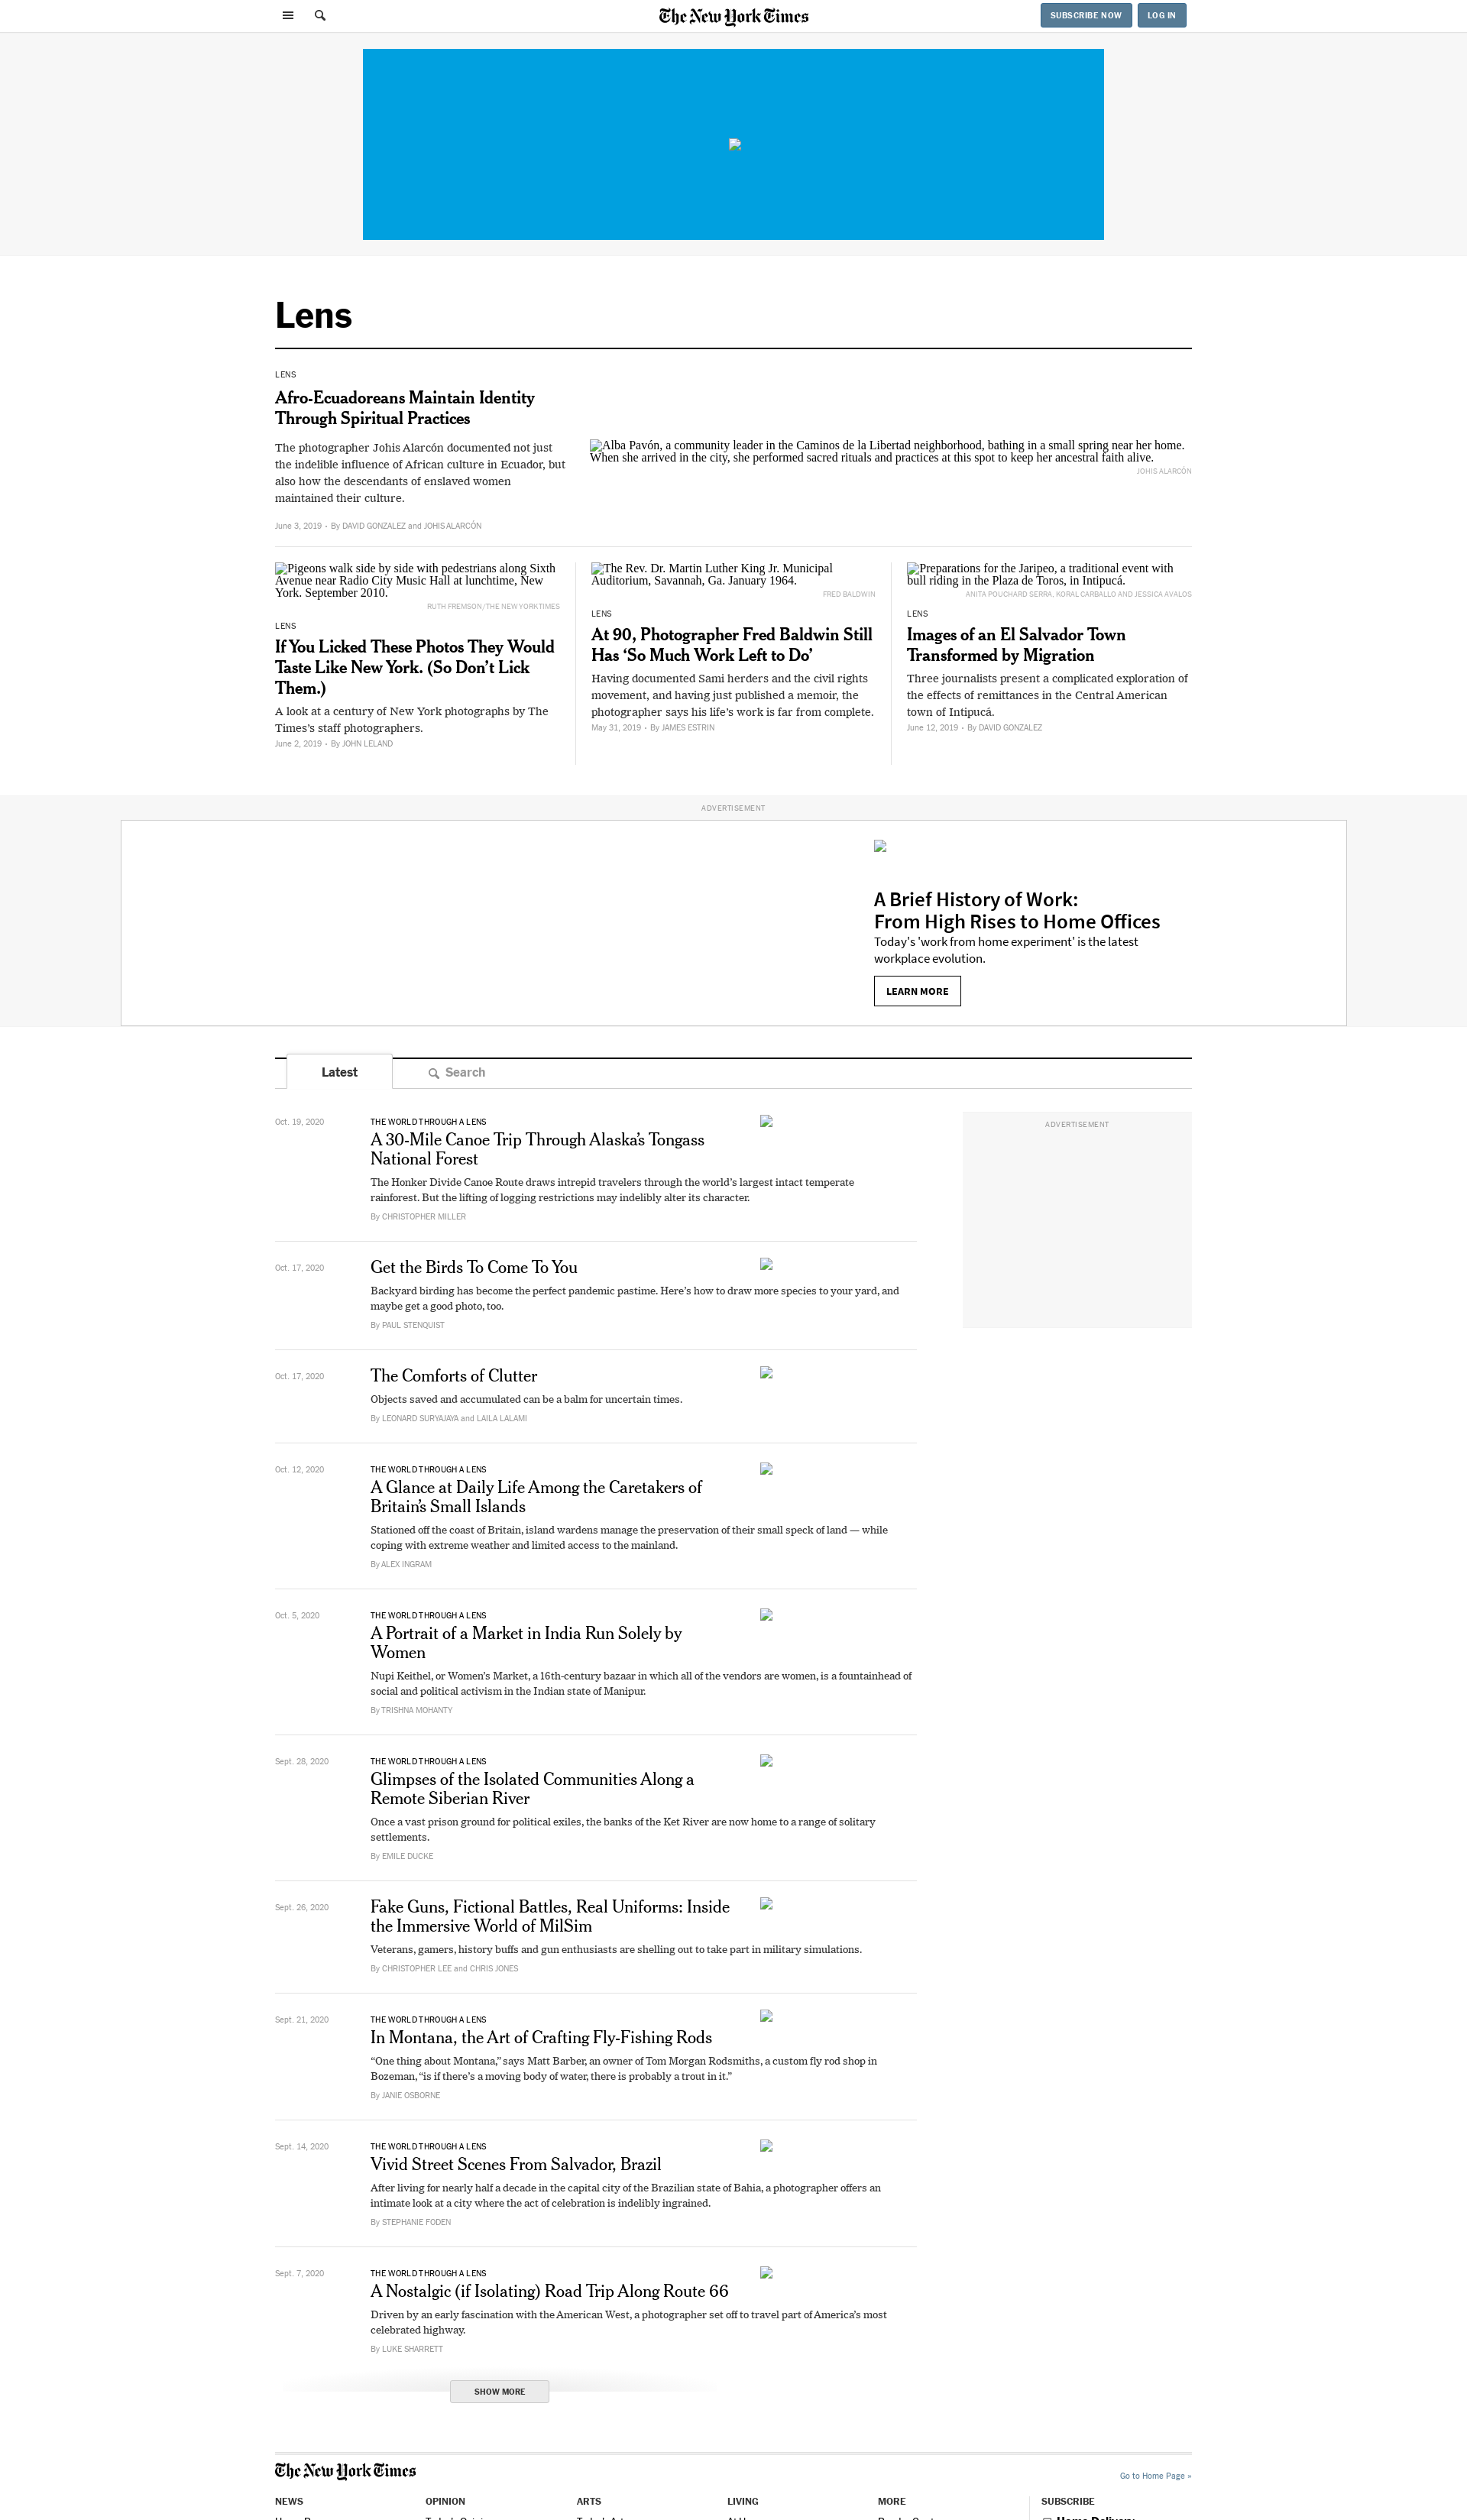 The New York Times
SUBSCRIBE NOW
LOG IN
Lens
LENS
Afro-Ecuadoreans Maintain Identity
Through Spiritual Practices
The photographer Johis Alarcón documented not just
the indelible influence of African culture in Ecuador, but
also how the descendants of enslaved women
maintained their culture.
June 3, 2019 • By DAVID GONZALEZ and JOHIS ALARCÓN
Alba Pavón, a community leader in the Caminos de la Libertad neighborhood, bathing in a small spring near her home.
When she arrived in the city, she performed sacred rituals and practices at this spot to keep her ancestral faith alive.
JOHIS ALARCÓN
Pigeons walk side by side with pedestrians along Sixth
Avenue near Radio City Music Hall at lunchtime, New
York. September 2010.
RUTH FREMSON/THE NEW YORK TIMES
LENS
If You Licked These Photos They Would
Taste Like New York. (So Don’t Lick
Them.)
A look at a century of New York photographs by The
Times’s staff photographers.
June 2, 2019 • By JOHN LELAND
The Rev. Dr. Martin Luther King Jr. Municipal
Auditorium, Savannah, Ga. January 1964.
FRED BALDWIN
LENS
At 90, Photographer Fred Baldwin Still
Has ‘So Much Work Left to Do’
Having documented Sami herders and the civil rights
movement, and having just published a memoir, the
photographer says his life’s work is far from complete.
May 31, 2019 • By JAMES ESTRIN
Preparations for the Jaripeo, a traditional event with
bull riding in the Plaza de Toros, in Intipucá.
ANITA POUCHARD SERRA, KORAL CARBALLO AND JESSICA AVALOS
LENS
Images of an El Salvador Town
Transformed by Migration
Three journalists present a complicated exploration of
the effects of remittances in the Central American
town of Intipucá.
June 12, 2019 • By DAVID GONZALEZ
ADVERTISEMENT
A Brief History of Work:
From High Rises to Home Offices
Today's 'work from home experiment' is the latest
workplace evolution.
LEARN MORE
Latest
Search
ADVERTISEMENT
Oct. 19, 2020
THE WORLD THROUGH A LENS
A 30-Mile Canoe Trip Through Alaska’s Tongass
National Forest
The Honker Divide Canoe Route draws intrepid travelers through the world’s largest intact temperate
rainforest. But the lifting of logging restrictions may indelibly alter its character.
By CHRISTOPHER MILLER
Oct. 17, 2020
Get the Birds To Come To You
Backyard birding has become the perfect pandemic pastime. Here’s how to draw more species to your yard, and
maybe get a good photo, too.
By PAUL STENQUIST
Oct. 17, 2020
The Comforts of Clutter
Objects saved and accumulated can be a balm for uncertain times.
By LEONARD SURYAJAYA and LAILA LALAMI
Oct. 12, 2020
THE WORLD THROUGH A LENS
A Glance at Daily Life Among the Caretakers of
Britain’s Small Islands
Stationed off the coast of Britain, island wardens manage the preservation of their small speck of land — while
coping with extreme weather and limited access to the mainland.
By ALEX INGRAM
Oct. 5, 2020
THE WORLD THROUGH A LENS
A Portrait of a Market in India Run Solely by
Women
Nupi Keithel, or Women’s Market, a 16th-century bazaar in which all of the vendors are women, is a fountainhead of
social and political activism in the Indian state of Manipur.
By TRISHNA MOHANTY
Sept. 28, 2020
THE WORLD THROUGH A LENS
Glimpses of the Isolated Communities Along a
Remote Siberian River
Once a vast prison ground for political exiles, the banks of the Ket River are now home to a range of solitary
settlements.
By EMILE DUCKE
Sept. 26, 2020
Fake Guns, Fictional Battles, Real Uniforms: Inside
the Immersive World of MilSim
Veterans, gamers, history buffs and gun enthusiasts are shelling out to take part in military simulations.
By CHRISTOPHER LEE and CHRIS JONES
Sept. 21, 2020
THE WORLD THROUGH A LENS
In Montana, the Art of Crafting Fly-Fishing Rods
“One thing about Montana,” says Matt Barber, an owner of Tom Morgan Rodsmiths, a custom fly rod shop in
Bozeman, “is if there’s a moving body of water, there is probably a trout in it.”
By JANIE OSBORNE
Sept. 14, 2020
THE WORLD THROUGH A LENS
Vivid Street Scenes From Salvador, Brazil
After living for nearly half a decade in the capital city of the Brazilian state of Bahia, a photographer offers an
intimate look at a city where the act of celebration is indelibly ingrained.
By STEPHANIE FODEN
Sept. 7, 2020
THE WORLD THROUGH A LENS
A Nostalgic (if Isolating) Road Trip Along Route 66
Driven by an early fascination with the American West, a photographer set off to travel part of America’s most
celebrated highway.
By LUKE SHARRETT
SHOW MORE
The New York Times
Go to Home Page »
NEWS
OPINION
ARTS
LIVING
MORE
SUBSCRIBE